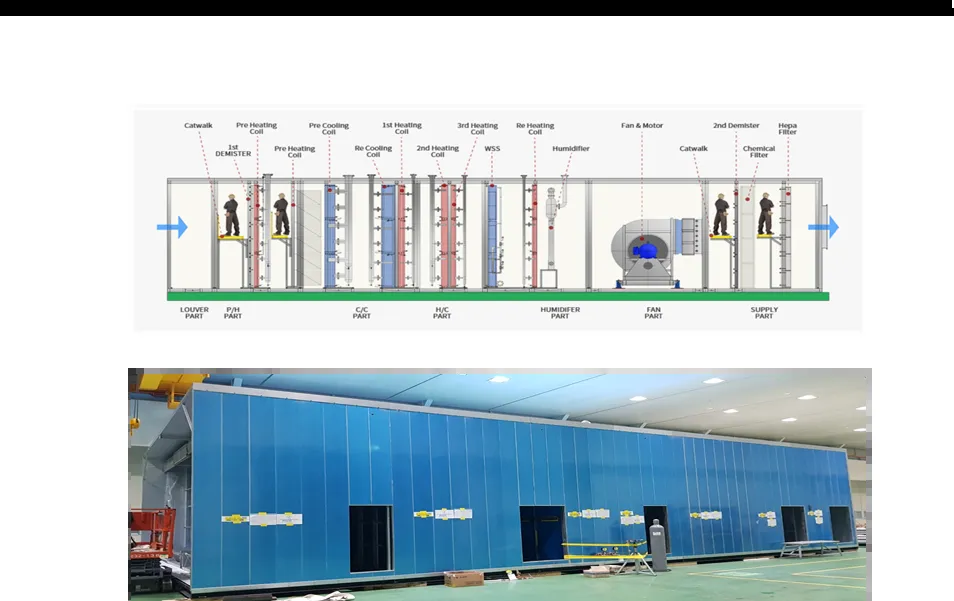 Catwalk
Pre Heating
Coil
1st
DEMISTER
Pre Heating
Coil
Pre Cooling
Coil
Re Cooling
Coil
1st Heating
Coil
2nd Heating
Coil
3rd Heating
Coil
WSS
Re Heating
Coil
Humidifier
Fan & Motor
Catwalk
2nd Demister
Chemical
Filter
Hepa
Filter
LOUVER
PART
P/H
PART
C/C
PART
H/C
PART
HUMIDIFER
PART
FAN
PART
SUPPLY
PART